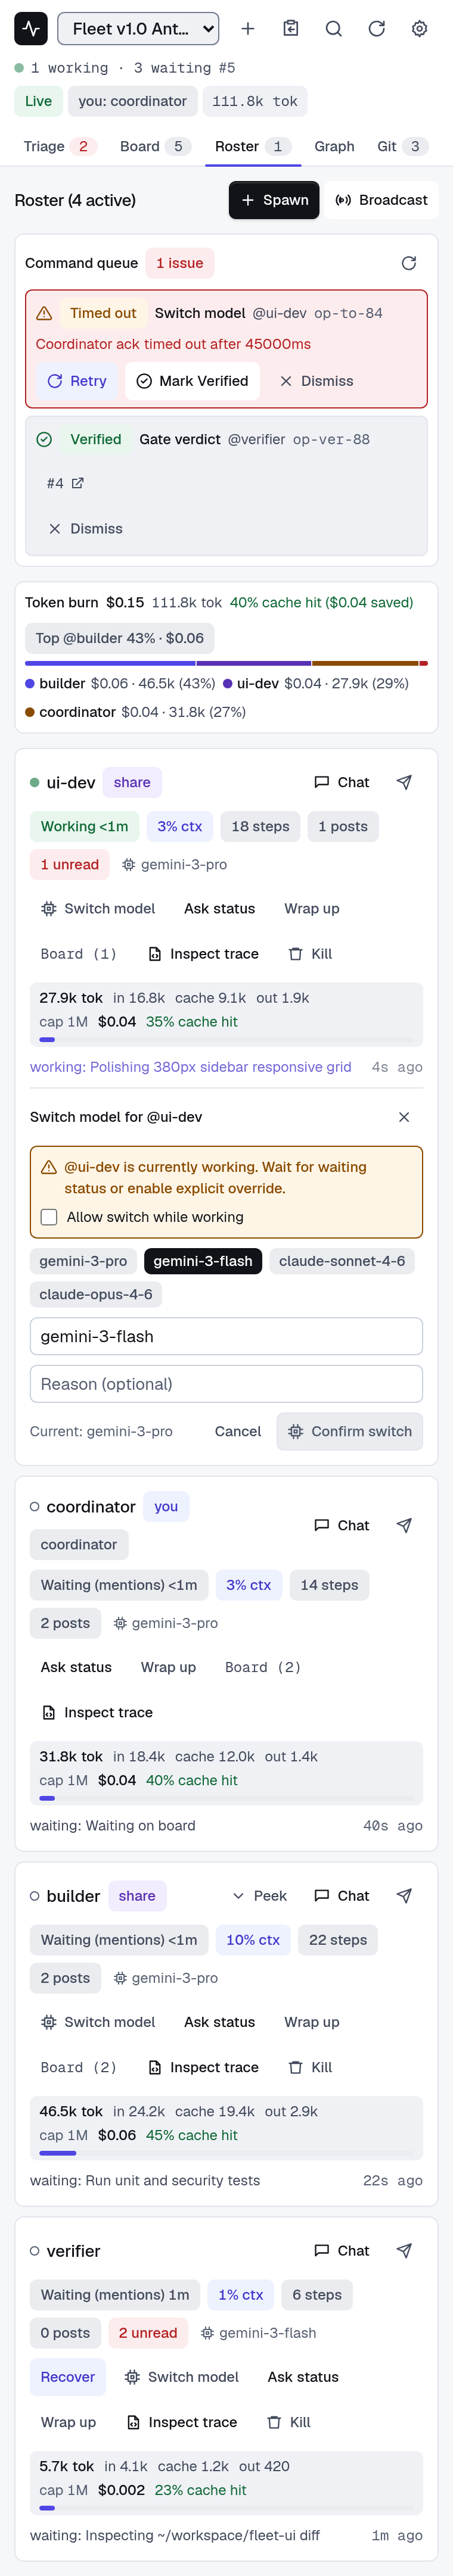 Fleet v1.0 Ant...
1 working · 3 waiting #5
Live you: coordinator 111.8k tok
Triage 2 Board 5 Roster 1 Graph Git 3
Roster (4 active) Spawn Broadcast
Command queue 1 issue
Timed out Switch model @ui-dev op-to-84
Coordinator ack timed out after 45000ms
Retry Mark Verified Dismiss
Verified Gate verdict @verifier op-ver-88
#4
Dismiss
Token burn $0.15 111.8k tok 40% cache hit ($0.04 saved)
Top @builder 43% · $0.06
builder $0.06 · 46.5k (43%) ui-dev $0.04 · 27.9k (29%)
coordinator $0.04 · 31.8k (27%)
ui-dev share Chat
Working <1m 3% ctx 18 steps 1 posts
1 unread gemini-3-pro
Switch model Ask status Wrap up
Board (1) Inspect trace Kill
27.9k tok in 16.8k cache 9.1k out 1.9k
cap 1M $0.04 35% cache hit
working: Polishing 380px sidebar responsive grid 4s ago
Switch model for @ui-dev
@ui-dev is currently working. Wait for waiting
status or enable explicit override.
Allow switch while working
gemini-3-pro gemini-3-flash claude-sonnet-4-6
claude-opus-4-6
gemini-3-flash
Reason (optional)
Current: gemini-3-pro Cancel Confirm switch
coordinator you Chat
coordinator
Waiting (mentions) <1m 3% ctx 14 steps
2 posts gemini-3-pro
Ask status Wrap up Board (2)
Inspect trace
31.8k tok in 18.4k cache 12.0k out 1.4k
cap 1M $0.04 40% cache hit
waiting: Waiting on board 40s ago
builder share Peek Chat
Waiting (mentions) <1m 10% ctx 22 steps
2 posts gemini-3-pro
Switch model Ask status Wrap up
Board (2) Inspect trace Kill
46.5k tok in 24.2k cache 19.4k out 2.9k
cap 1M $0.06 45% cache hit
waiting: Run unit and security tests 22s ago
verifier Chat
Waiting (mentions) 1m 1% ctx 6 steps
0 posts 2 unread gemini-3-flash
Recover Switch model Ask status
Wrap up Inspect trace Kill
5.7k tok in 4.1k cache 1.2k out 420
cap 1M $0.002 23% cache hit
waiting: Inspecting ~/workspace/fleet-ui diff 1m ago